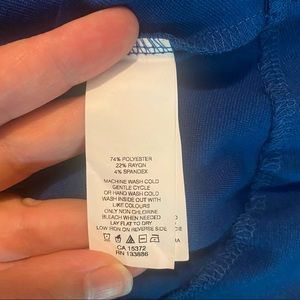 74% POLYESTER
22% RAYON
4% SPANDEX
MACHINE WASH COLD
GENTLE CYCLE
OR HAND WASH COLD
WASH INSIDE OUT WITH
LIKE COLOURS
ONLY NON CHLORINE
BLEACH WHEN NEEDED
LAY FLAT TO DRY
LOW IRON ON REVERSE SIDE
CA 15372
RN 133886